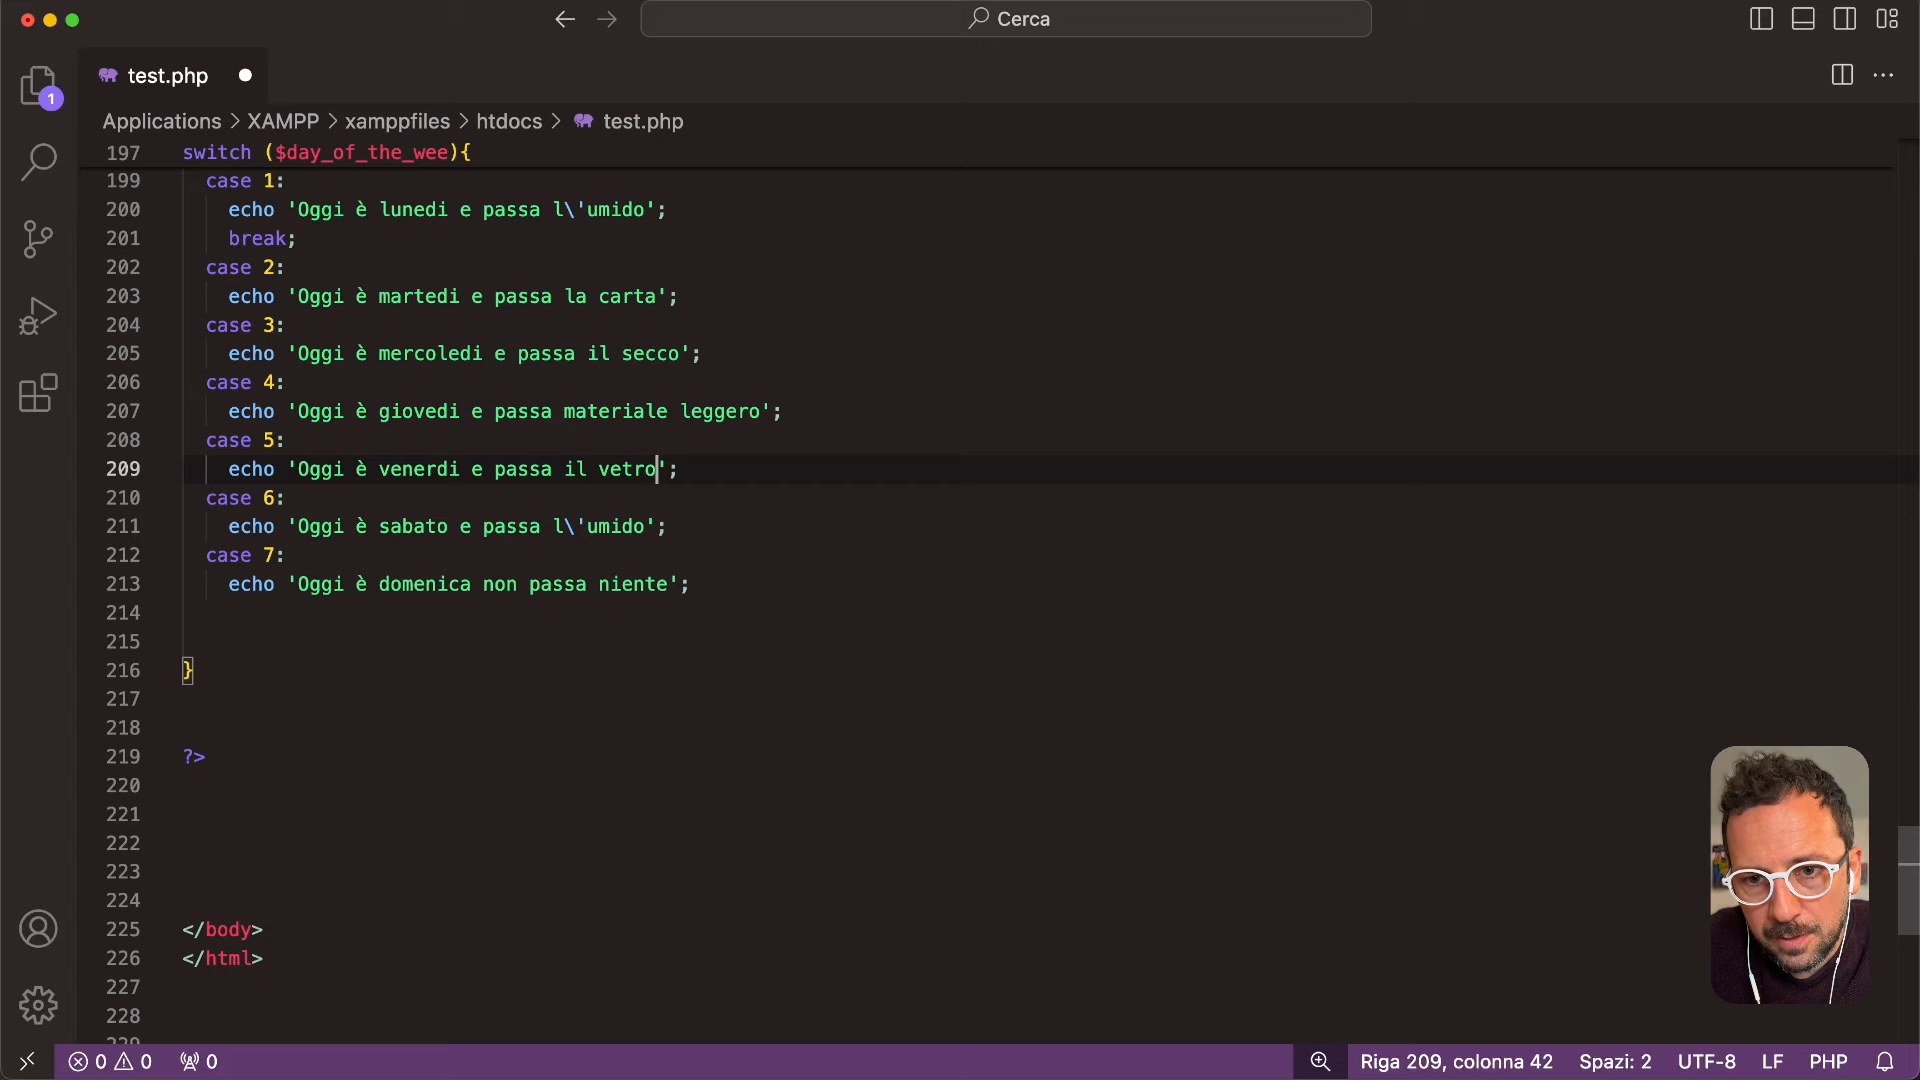 Cerca
test.php
1
Applications > XAMPP > xamppfiles > htdocs > test.php
197 switch ($day_of_the_wee){
199 case 1:
200 echo 'Oggi è lunedi e passa l\'umido';
201 break;
202 case 2:
203 echo 'Oggi è martedi e passa la carta';
204 case 3:
205 echo 'Oggi è mercoledi e passa il secco';
206 case 4:
207 echo 'Oggi è giovedi e passa materiale leggero';
208 case 5:
209 echo 'Oggi è venerdi e passa il vetro';
210 case 6:
211 echo 'Oggi è sabato e passa l\'umido';
212 case 7:
213 echo 'Oggi è domenica non passa niente';
214
215
216 }
217
218
219 ?>
220
221
222
223
224
225 </body>
226 </html>
227
228
229
0 0 0 Riga 209, colonna 42 Spazi: 2 UTF-8 LF PHP